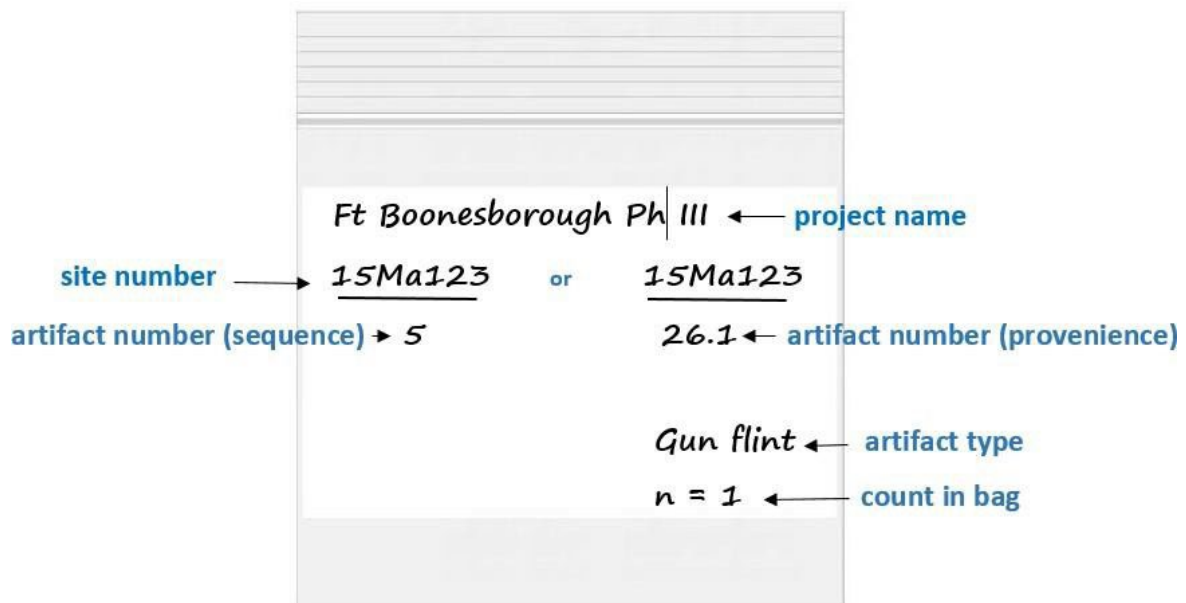 Ft Boonesborough Ph III project name
site number 15Ma123 or 15Ma123
artifact number (sequence) 5 26.1 artifact number (provenience)
Gun flint artifact type
n = 1 count in bag